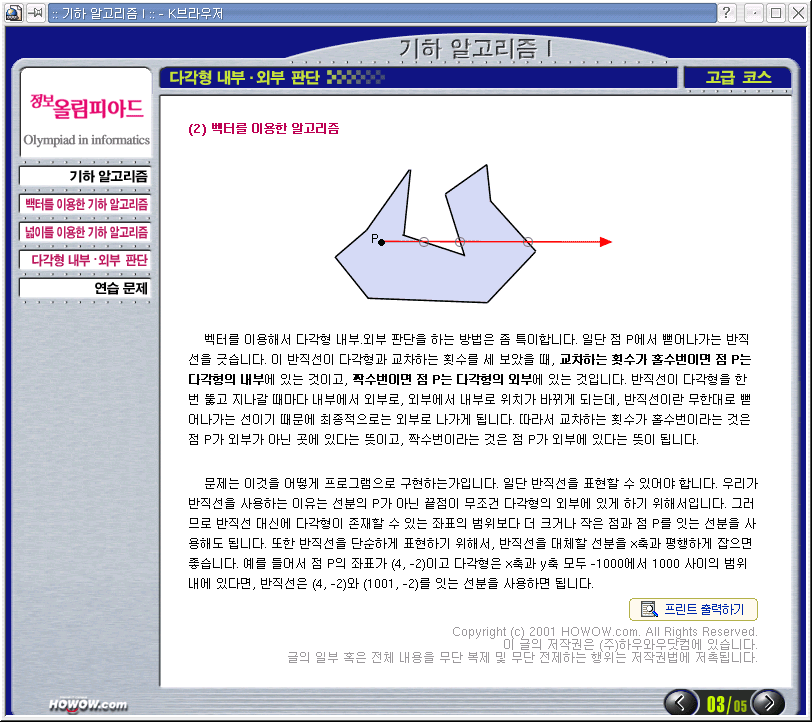 :: 기하 알고리즘 I :: - K브라우저
기하 알고리즘 I
정보올림피아드
Olympiad in informatics
기하 알고리즘
백터를 이용한 기하 알고리즘
넓이를 이용한 기하 알고리즘
다각형 내부·외부 판단
연습 문제
다각형 내부·외부 판단
고급 코스
(2) 벡터를 이용한 알고리즘
P
벡터를 이용해서 다각형 내부.외부 판단을 하는 방법은 좀 특이합니다. 일단 점 P에서 뻗어나가는 반직
선을 긋습니다. 이 반직선이 다각형과 교차하는 횟수를 세 보았을 때, 교차하는 횟수가 홀수번이면 점 P는
다각형의 내부에 있는 것이고, 짝수번이면 점 P는 다각형의 외부에 있는 것입니다. 반직선이 다각형을 한
번 뚫고 지나갈 때마다 내부에서 외부로, 외부에서 내부로 위치가 바뀌게 되는데, 반직선이란 무한대로 뻗
어나가는 선이기 때문에 최종적으로는 외부로 나가게 됩니다. 따라서 교차하는 횟수가 홀수번이라는 것은
점 P가 외부가 아닌 곳에 있다는 뜻이고, 짝수번이라는 것은 점 P가 외부에 있다는 뜻이 됩니다.
문제는 이것을 어떻게 프로그램으로 구현하는가입니다. 일단 반직선을 표현할 수 있어야 합니다. 우리가
반직선을 사용하는 이유는 선분의 P가 아닌 끝점이 무조건 다각형의 외부에 있게 하기 위해서입니다. 그러
므로 반직선 대신에 다각형이 존재할 수 있는 좌표의 범위보다 더 크거나 작은 점과 점 P를 잇는 선분을 사
용해도 됩니다. 또한 반직선을 단순하게 표현하기 위해서, 반직선을 대체할 선분을 x축과 평행하게 잡으면
좋습니다. 예를 들어서 점 P의 좌표가 (4, -2)이고 다각형은 x축과 y축 모두 -1000에서 1000 사이의 범위
내에 있다면, 반직선은 (4, -2)와 (1001, -2)를 잇는 선분을 사용하면 됩니다.
프린트 출력하기
Copyright (c) 2001 HOWOW.com. All Rights Reserved.
이 글의 저작권은 (주)하우와우닷컴에 있습니다.
글의 일부 혹은 전체 내용을 무단 복제 및 무단 전제하는 행위는 저작권법에 저촉됩니다.
HOWOW.com
03/05